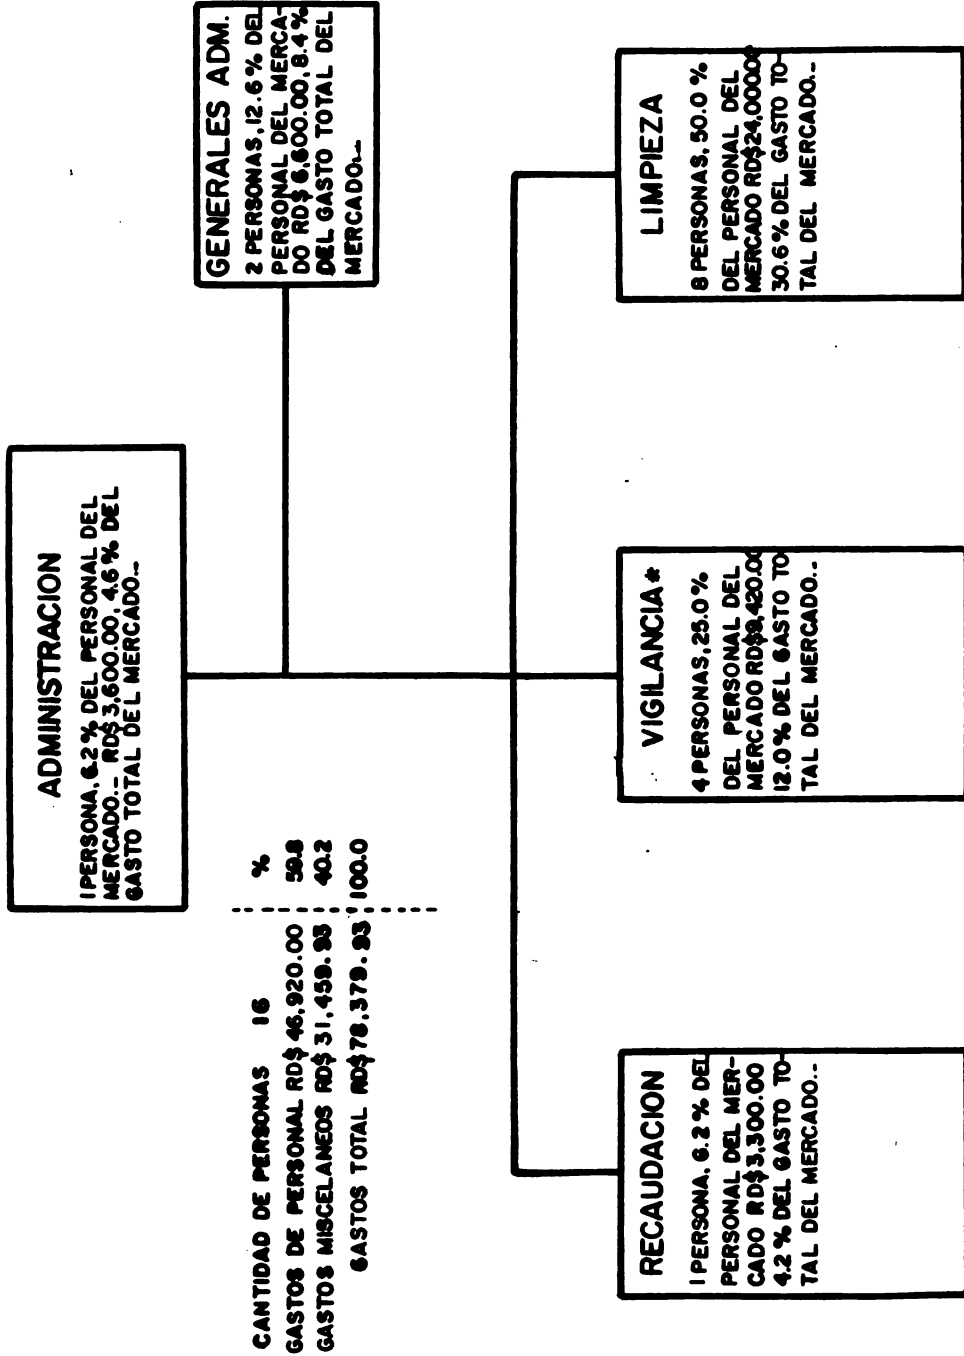 ADMINISTRACION
1 PERSONA, 6.2 % DEL PERSONAL DEL
MERCADO.- RD$ 3,600.00, 4.6 % DEL
GASTO TOTAL DEL MERCADO..
GENERALES ADM.
2 PERSONAS, 12.6 % DEL
PERSONAL DEL MERCA-
DO RD$ 6,600.00, 8.4 %
DEL GASTO TOTAL DEL
MERCADO..
CANTIDAD DE PERSONAS 16 %
GASTOS DE PERSONAL RD$ 46,920.00 59.8
GASTOS MISCELANEOS RD$ 31,459.93 40.2
GASTOS TOTAL RD$ 78,379.93 100.0
RECAUDACION
1 PERSONA, 6.2 % DEL
PERSONAL DEL MER-
CADO RD$3,300.00
4.2 % DEL GASTO TO-
TAL DEL MERCADO..
VIGILANCIA*
4 PERSONAS, 25.0 %
DEL PERSONAL DEL
MERCADO RD$9,420.00
12.0 % DEL GASTO TO-
TAL DEL MERCADO..
LIMPIEZA
8 PERSONAS, 50.0 %
DEL PERSONAL DEL
MERCADO RD$24,000.00
30.6 % DEL GASTO TO-
TAL DEL MERCADO..